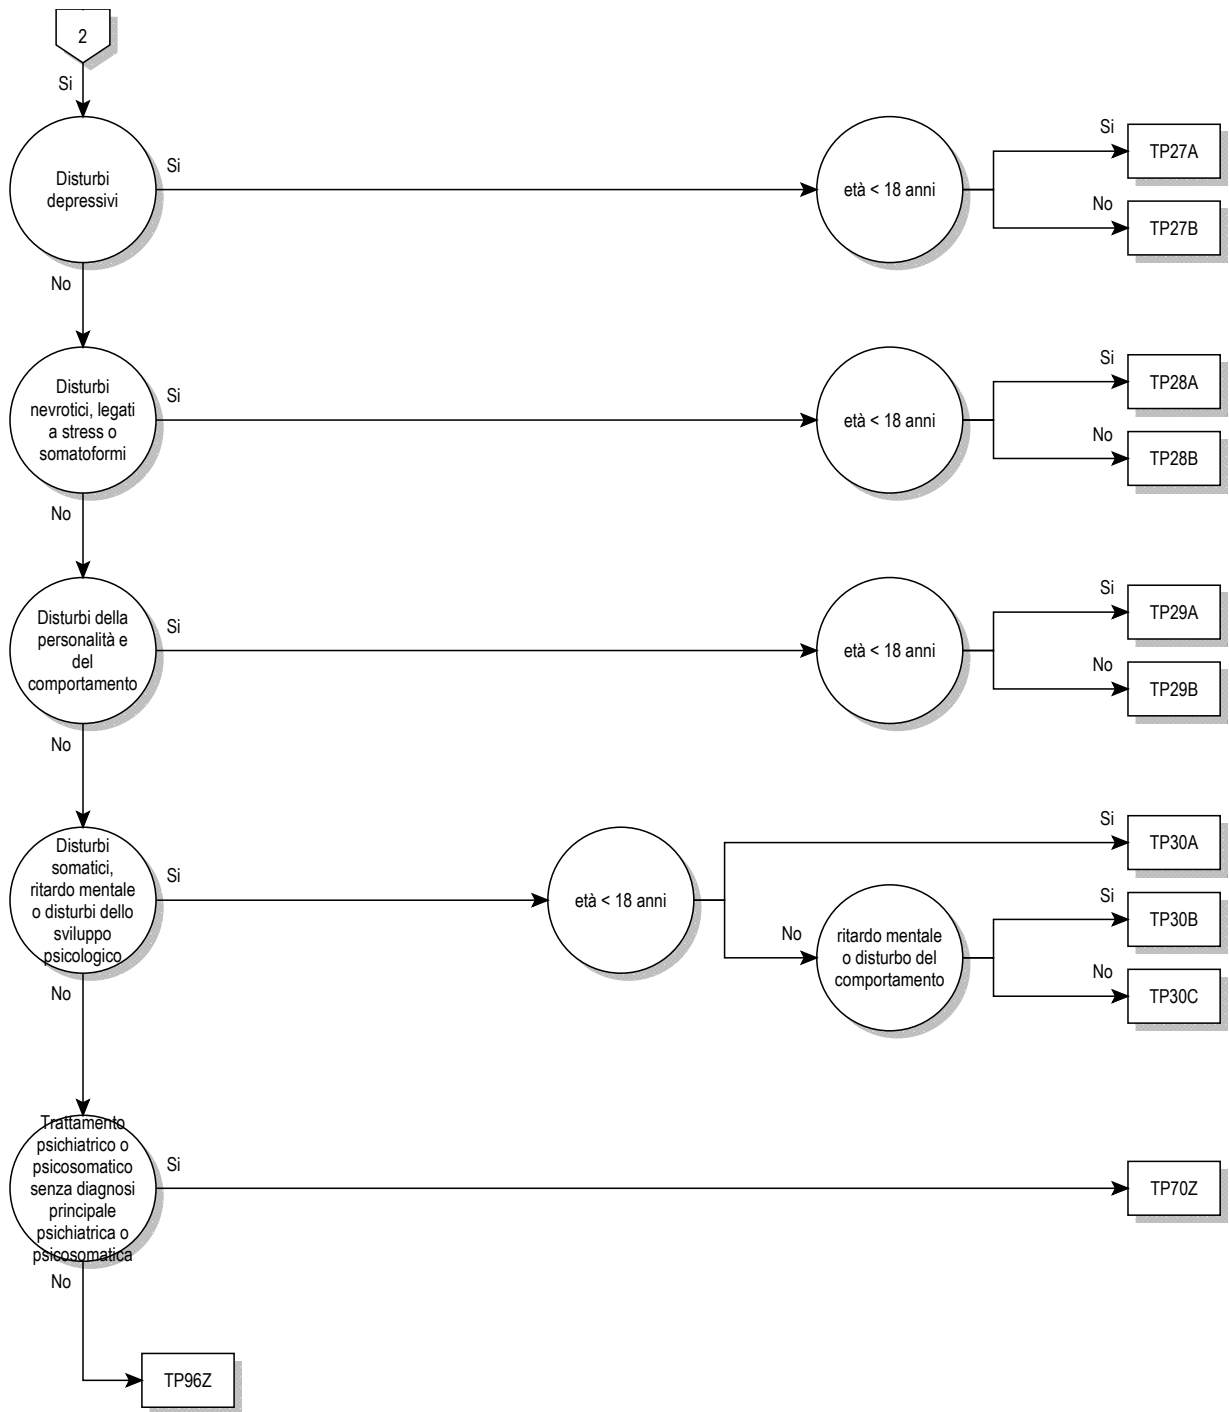 2
Si
Disturbi
depressivi
Si
età < 18 anni
Si
TP27A
No
TP27B
No
Disturbi
nevrotici, legati
a stress o
somatoformi
Si
età < 18 anni
Si
TP28A
No
TP28B
No
Disturbi della
personalità e
del
comportamento
Si
età < 18 anni
Si
TP29A
No
TP29B
No
Disturbi
somatici,
ritardo mentale
o disturbi dello
sviluppo
psicologico
Si
età < 18 anni
Si
TP30A
No
ritardo mentale
o disturbo del
comportamento
Si
TP30B
No
TP30C
No
Trattamento
psichiatrico o
psicosomatico
senza diagnosi
principale
psichiatrica o
psicosomatica
Si
TP70Z
No
TP96Z